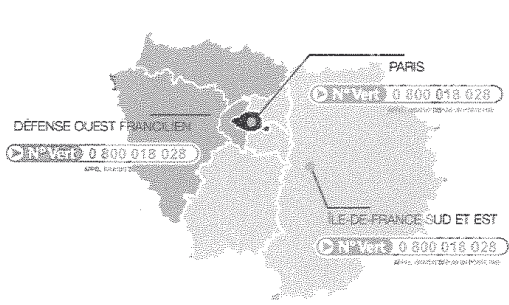 PARIS
N° Vert 0 800 018 028
DÉFENSE OUEST FRANCILIEN
N° Vert 0 800 018 028
ÎLE-DE-FRANCE SUD ET EST
N° Vert 0 800 018 028